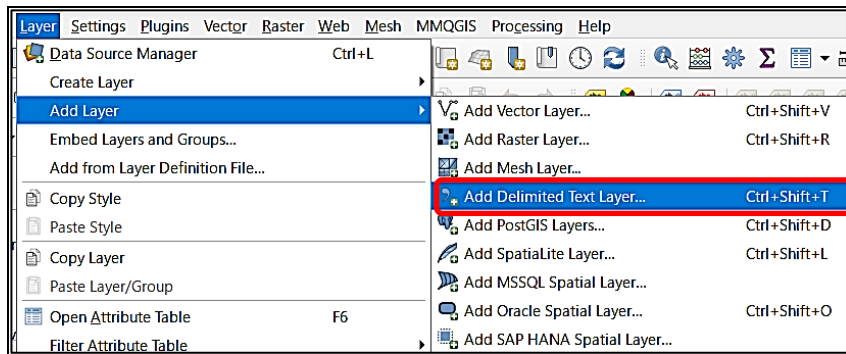 Layer Settings Plugins Vector Raster Web Mesh MMQGIS Processing Help
Data Source Manager Ctrl+L
Create Layer
Add Layer
Embed Layers and Groups...
Add from Layer Definition File...
Copy Style
Paste Style
Copy Layer
Paste Layer/Group
Open Attribute Table F6
Filter Attribute Table
Add Vector Layer... Ctrl+Shift+V
Add Raster Layer... Ctrl+Shift+R
Add Mesh Layer...
Add Delimited Text Layer... Ctrl+Shift+T
Add PostGIS Layers... Ctrl+Shift+D
Add SpatiaLite Layer... Ctrl+Shift+L
Add MSSQL Spatial Layer...
Add Oracle Spatial Layer... Ctrl+Shift+O
Add SAP HANA Spatial Layer...